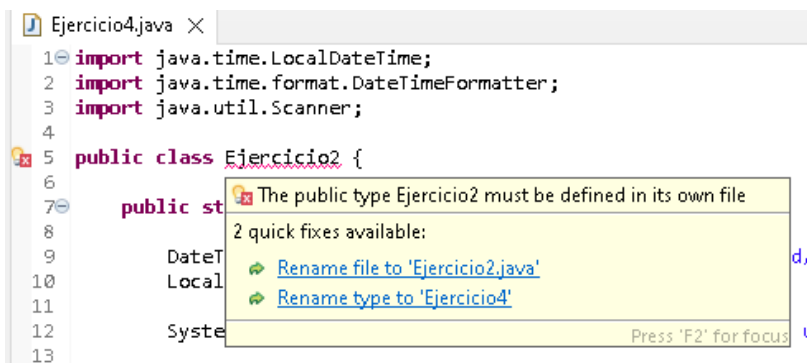 Ejercicio4.java
1 import java.time.LocalDateTime;
2 import java.time.format.DateTimeFormatter;
3 import java.util.Scanner;
4
5 public class Ejercicio2 {
6
The public type Ejercicio2 must be defined in its own file
7 public st
2 quick fixes available:
8
9 DateT d,
Rename file to 'Ejercicio2.java'
10 Local
Rename type to 'Ejercicio4'
11
12 Syste
Press 'F2' for focus
13